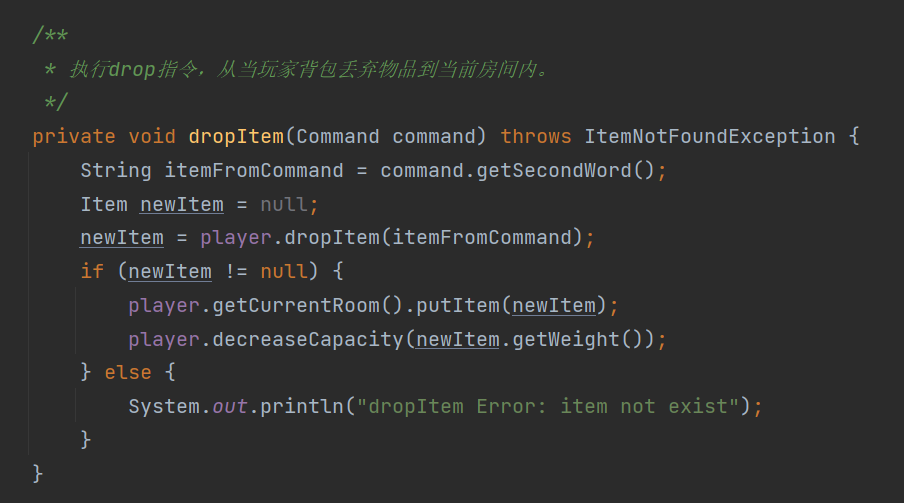 /**
 * 执行drop指令，从当玩家背包丢弃物品到当前房间内。
 */
private void dropItem(Command command) throws ItemNotFoundException {
    String itemFromCommand = command.getSecondWord();
    Item newItem = null;
    newItem = player.dropItem(itemFromCommand);
    if (newItem != null) {
        player.getCurrentRoom().putItem(newItem);
        player.decreaseCapacity(newItem.getWeight());
    } else {
        System.out.println("dropItem Error: item not exist");
    }
}